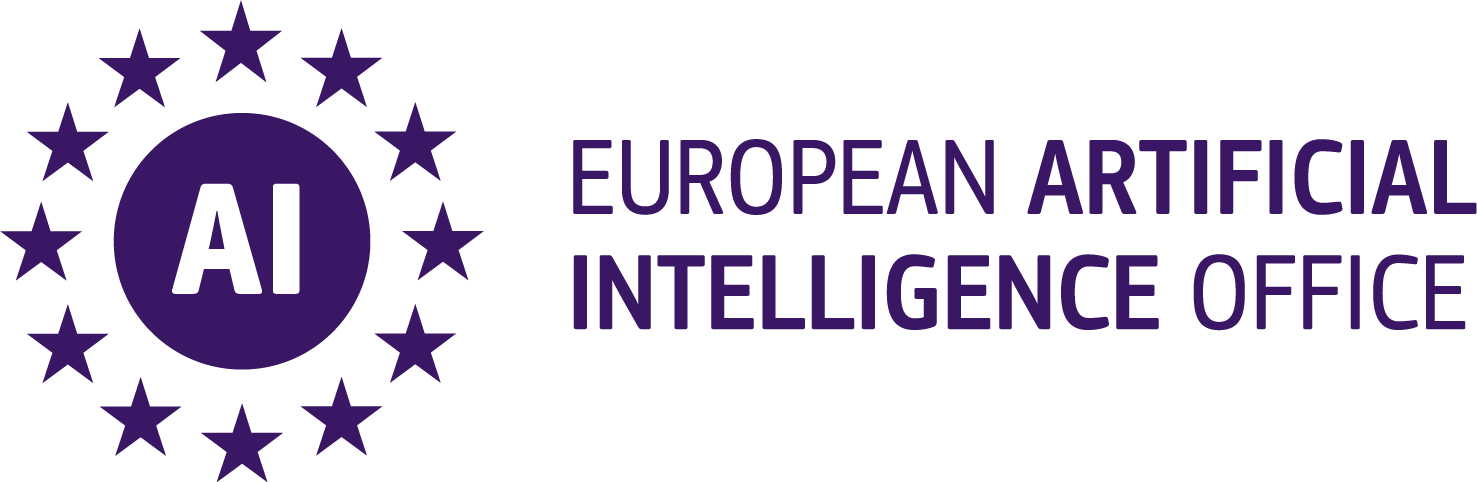 AI
EUROPEAN ARTIFICIAL
INTELLIGENCE OFFICE